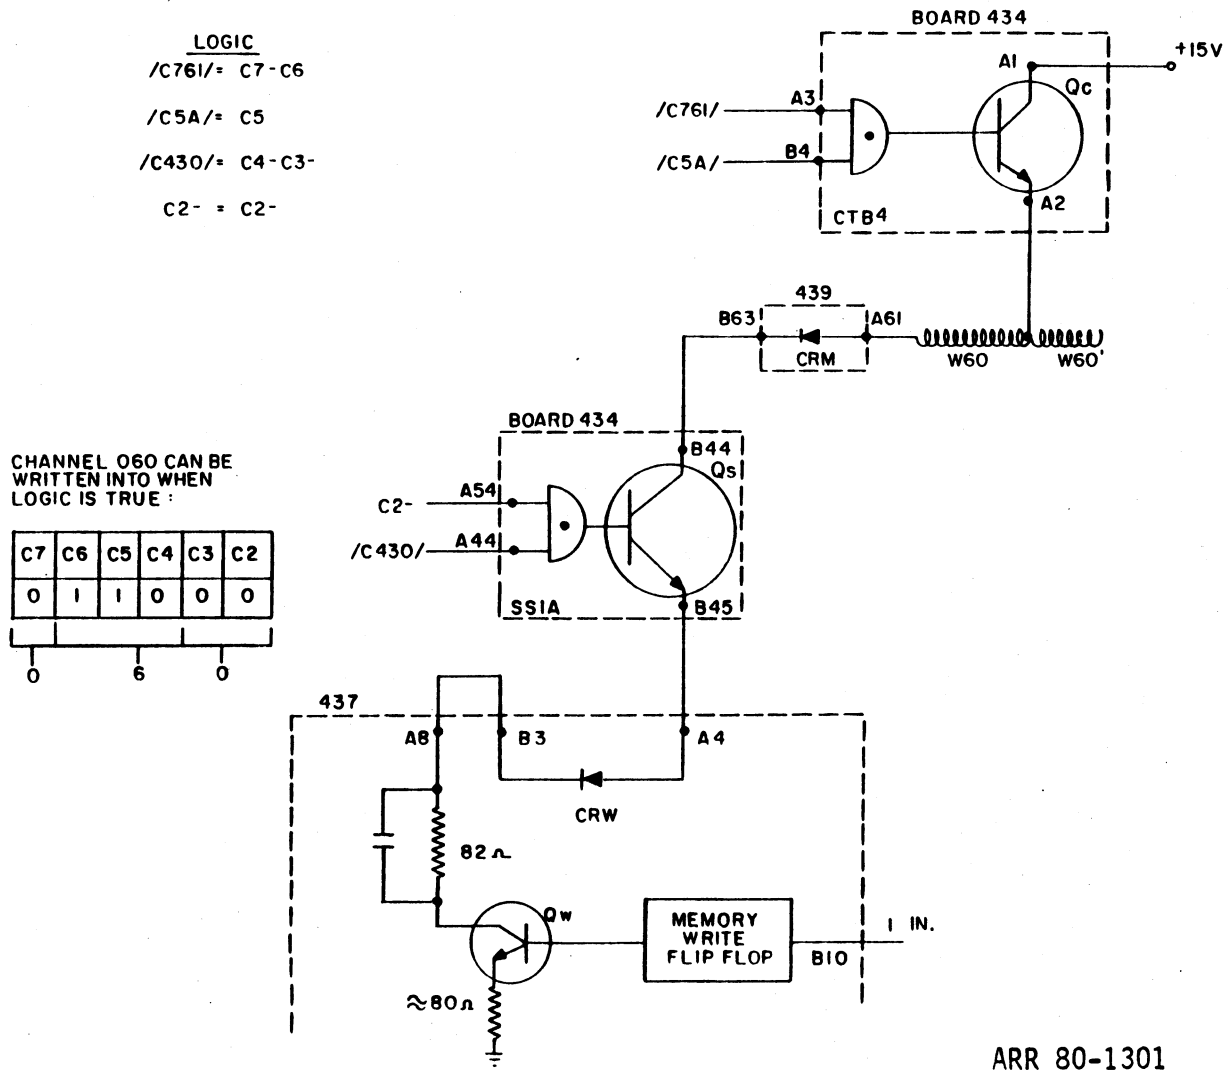 BOARD 434
LOGIC
/C761/= C7-C6
/C5A/= C5
/C430/= C4-C3-
C2- = C2-
+15V
A1
Qc
/C761/
A3
/C5A/
B4
CTB4
A2
439
B63
A61
CRM
W60
W60'
BOARD 434
B44
Qs
C2-
A54
/C430/
A44
SS1A
B45
CHANNEL 060 CAN BE
WRITTEN INTO WHEN
LOGIC IS TRUE :
C7 C6 C5 C4 C3 C2
0 1 1 0 0 0
0 6 0
437
A8
B3
A4
CRW
82Ω
Qw
MEMORY
WRITE
FLIP FLOP
B10
1 IN.
≈80Ω
ARR 80-1301